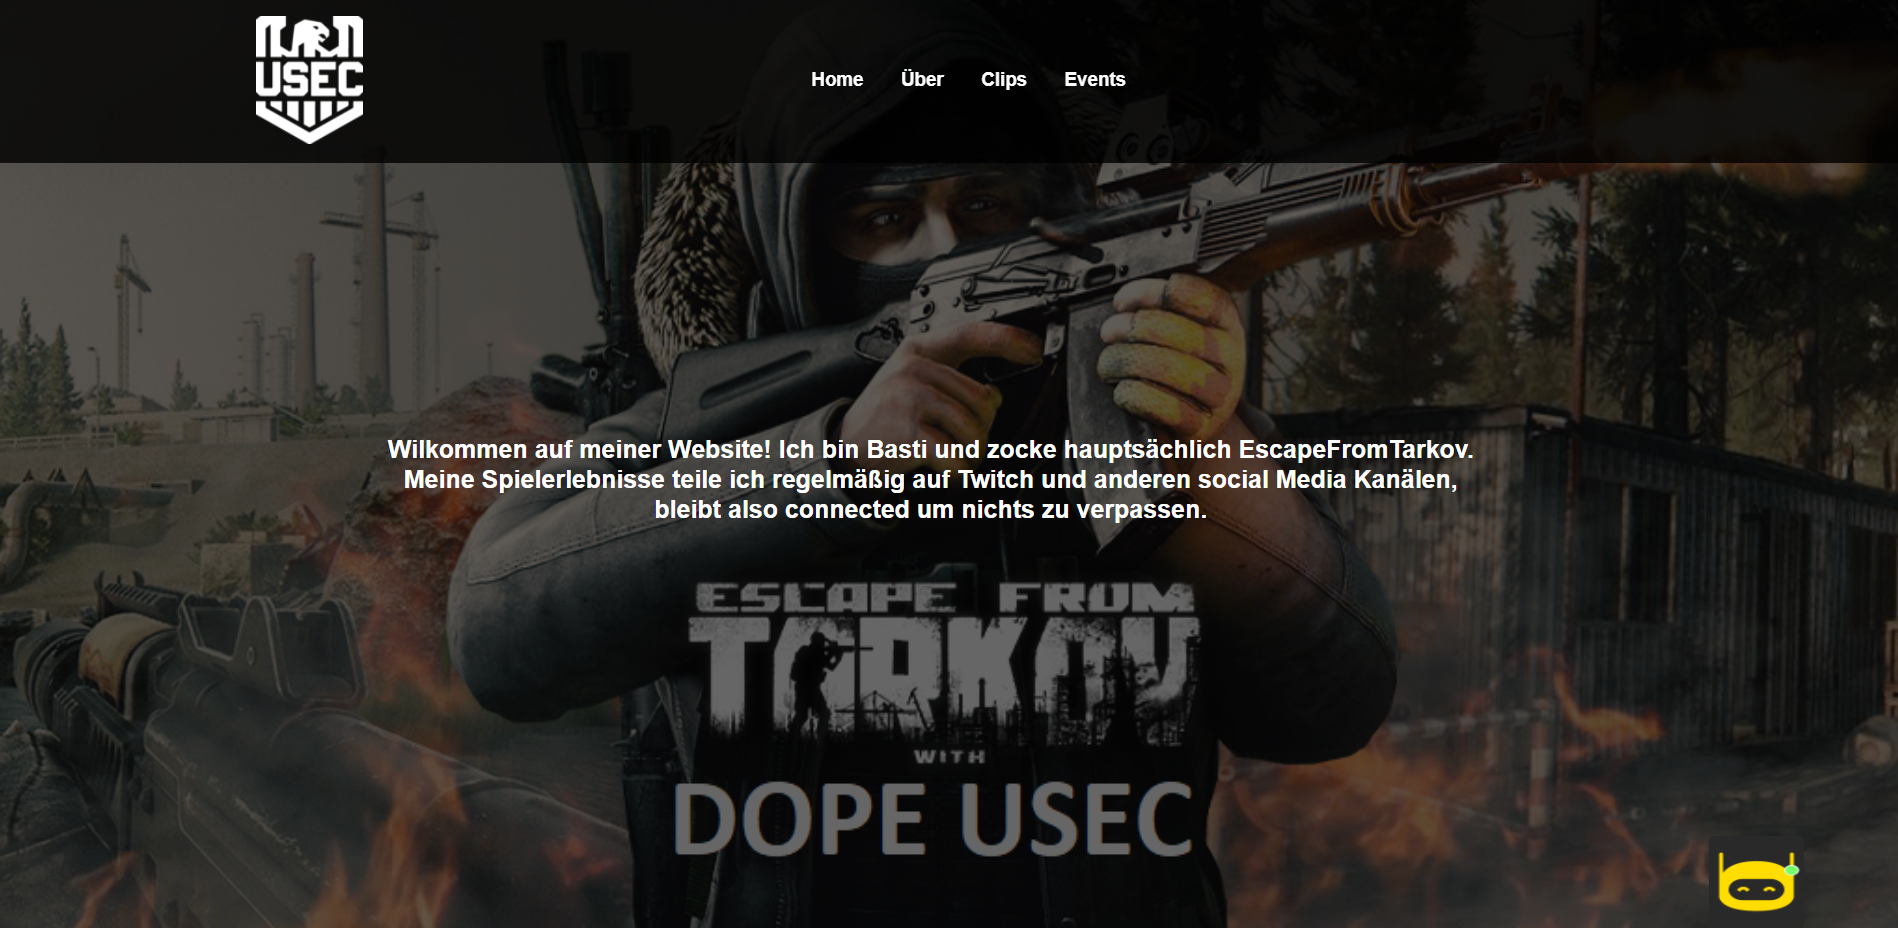 USEC
Home Über Clips Events
Wilkommen auf meiner Website! Ich bin Basti und zocke hauptsächlich EscapeFromTarkov.
Meine Spielerlebnisse teile ich regelmäßig auf Twitch und anderen social Media Kanälen,
bleibt also connected um nichts zu verpassen.
ESCAPE FROM
TARKOV
WITH
DOPE USEC